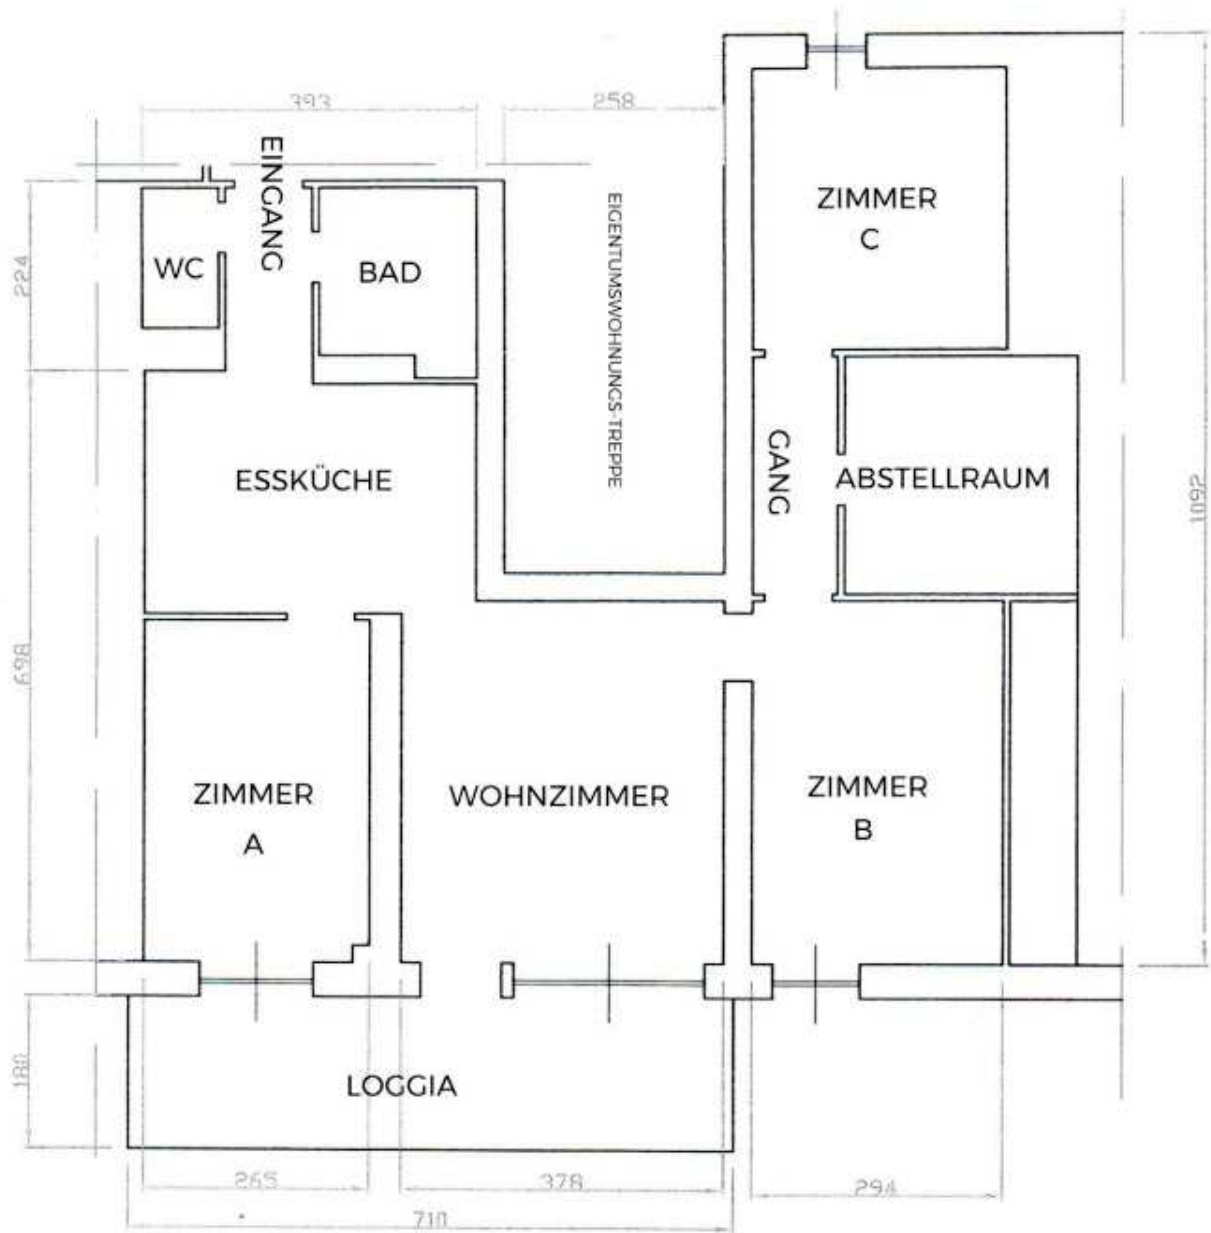 393
258
EINGANG
ZIMMER
C
EIGENTUMSWOHNUNGS-TREPPE
WC
BAD
224
GANG
ESSKÜCHE
ABSTELLRAUM
1092
698
ZIMMER
A
WOHNZIMMER
ZIMMER
B
180
LOGGIA
265
378
294
710